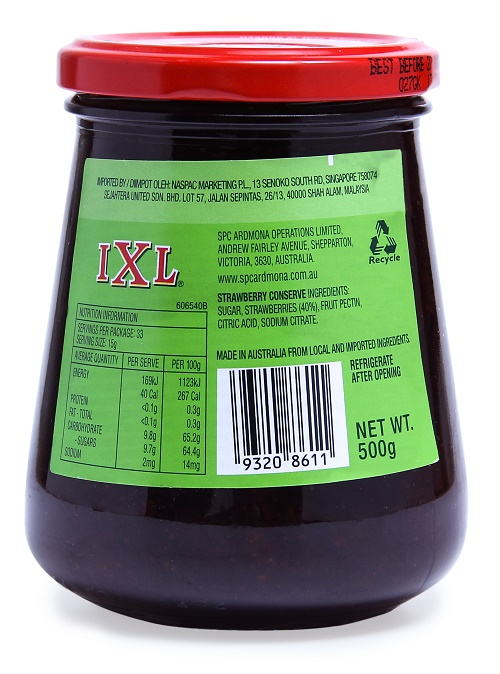 BEST BEFORE
027GK
IMPORTED BY / DIIMPOT OLEH: NASPAC MARKETING P.L., 13 SENOKO SOUTH RD, SINGAPORE 758074
SEJAHTERA UNITED SDN. BHD. LOT 57, JALAN SEPINTAS, 26/13, 40000 SHAH ALAM, MALAYSIA
SPC ARDMONA OPERATIONS LIMITED,
ANDREW FAIRLEY AVENUE, SHEPPARTON,
VICTORIA, 3630, AUSTRALIA.
www.spcardmona.com.au
Recycle
IXL®
606540B
STRAWBERRY CONSERVE INGREDIENTS:
SUGAR, STRAWBERRIES (40%), FRUIT PECTIN,
CITRIC ACID, SODIUM CITRATE.
NUTRITION INFORMATION
SERVINGS PER PACKAGE: 33
SERVING SIZE: 15g
AVERAGE QUANTITY PER SERVE PER 100g
ENERGY 169kJ 1123kJ
40 Cal 267 Cal
PROTEIN <0.1g 0.3g
FAT - TOTAL <0.1g 0.3g
CARBOHYDRATE 9.8g 65.2g
- SUGARS 9.7g 64.4g
SODIUM 2mg 14mg
MADE IN AUSTRALIA FROM LOCAL AND IMPORTED INGREDIENTS.
REFRIGERATE
AFTER OPENING
9320 8611
NET WT.
500g